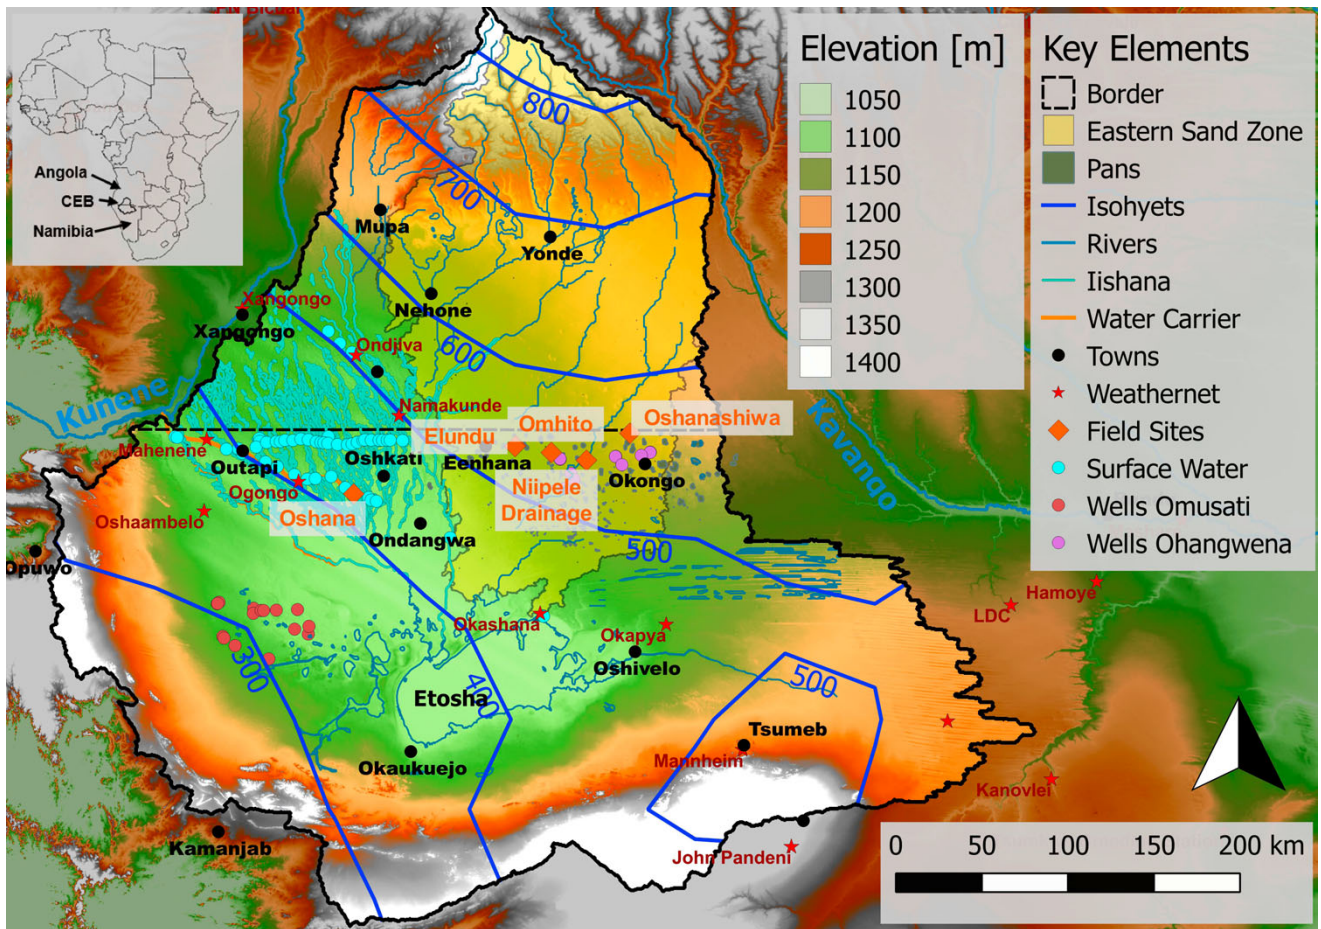 Angola
CEB
Namibia
Elevation [m]
1050
1100
1150
1200
1250
1300
1350
1400
Key Elements
Border
Eastern Sand Zone
Pans
Isohyets
Rivers
Iishana
Water Carrier
Towns
Weathernet
Field Sites
Surface Water
Wells Omusati
Wells Ohangwena
800
700
Mupa
Yonde
Nehone
Xangongo
Xangongo
Ondjiva
600
Kunene
Namakunde
Kavanqo
Oshanashiwa
Omhito
Elundu
Mahenene
Outapi
Oshkati
Eenhana
Okongo
Ogongo
Niipele
Drainage
Oshaambelo
Oshana
Ondangwa
500
Opuwo
Hamoye
LDC
Okashana
Okapya
Oshivelo
300
400
500
Etosha
Tsumeb
Mannheim
Okaukuejo
Kanovlei
Kamanjab
John Pandeni
0 50 100 150 200 km